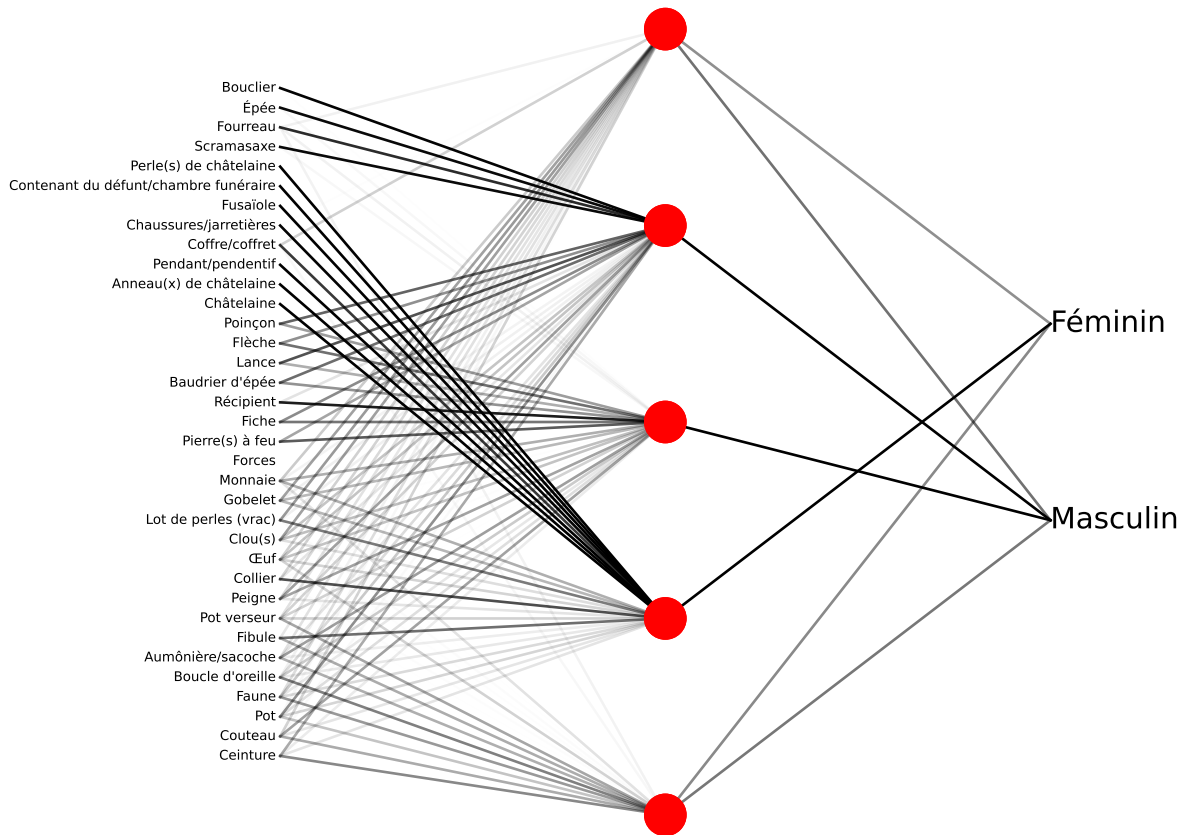 Bouclier
Épée
Fourreau
Scramasaxe
Perle(s) de châtelaine
Contenant du défunt/chambre funéraire
Fusaïole
Chaussures/jarretières
Coffre/coffret
Pendant/pendentif
Anneau(x) de châtelaine
Châtelaine
Poinçon
Flèche
Lance
Baudrier d'épée
Récipient
Fiche
Pierre(s) à feu
Forces
Monnaie
Gobelet
Lot de perles (vrac)
Clou(s)
Œuf
Collier
Peigne
Pot verseur
Fibule
Aumônière/sacoche
Boucle d'oreille
Faune
Pot
Couteau
Ceinture
Féminin
Masculin